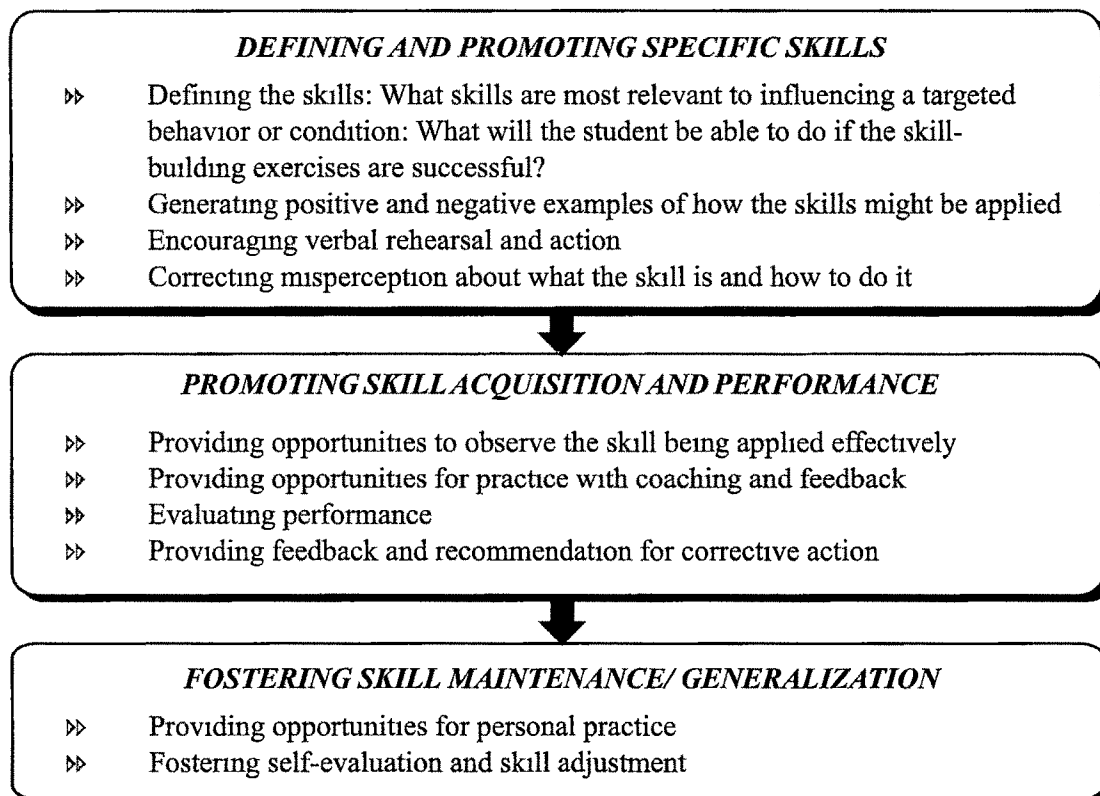 DEFINING AND PROMOTING SPECIFIC SKILLS
Defining the skills: What skills are most relevant to influencing a targeted
behavior or condition: What will the student be able to do if the skill-
building exercises are successful?
Generating positive and negative examples of how the skills might be applied
Encouraging verbal rehearsal and action
Correcting misperception about what the skill is and how to do it
PROMOTING SKILL ACQUISITION AND PERFORMANCE
Providing opportunities to observe the skill being applied effectively
Providing opportunities for practice with coaching and feedback
Evaluating performance
Providing feedback and recommendation for corrective action
FOSTERING SKILL MAINTENANCE/ GENERALIZATION
Providing opportunities for personal practice
Fostering self-evaluation and skill adjustment